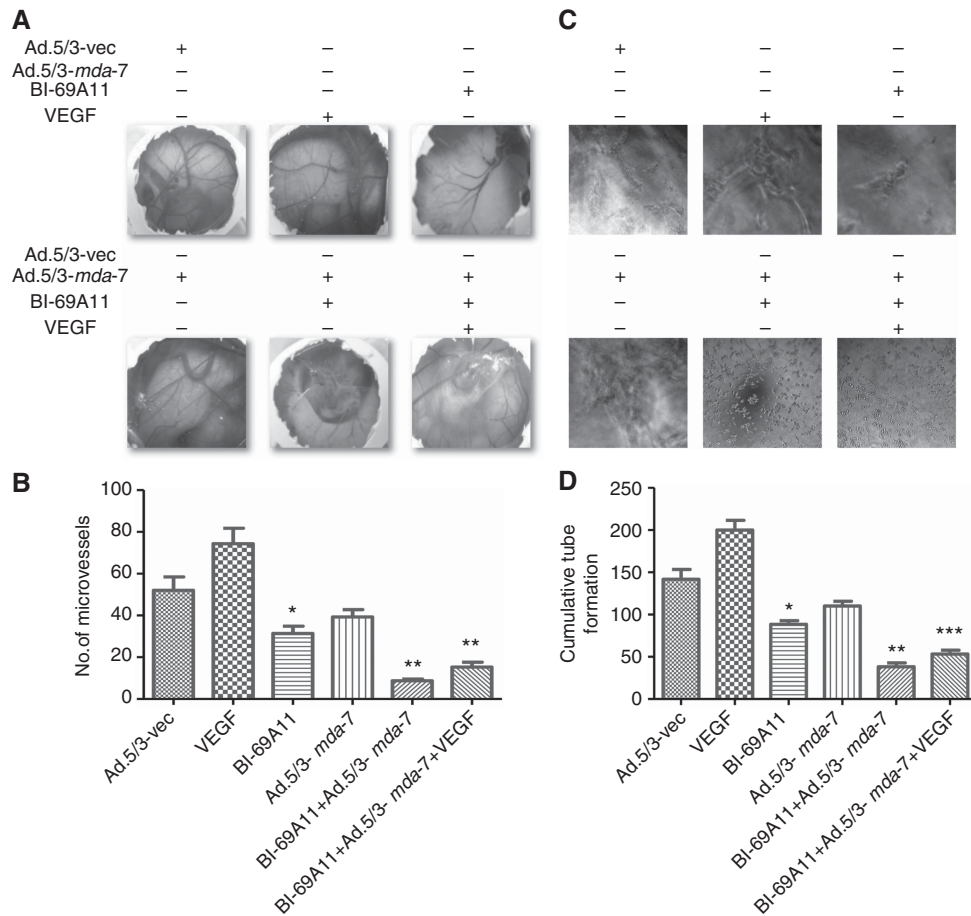 A
Ad.5/3-vec + − −
Ad.5/3-mda-7 − − −
BI-69A11 − − +
VEGF − + −
Ad.5/3-vec − − −
Ad.5/3-mda-7 + + +
BI-69A11 − + +
VEGF − − +
C
+ − −
− − −
− − +
− + −
− − −
+ + +
− + +
− − +
B
No.of microvessels
100
80
60
40
20
0
*
**
**
Ad.5/3-vec
VEGF
BI-69A11
Ad.5/3- mda-7
BI-69A11+Ad.5/3- mda-7
BI-69A11+Ad.5/3- mda-7+VEGF
D
Cumulative tube
formation
250
200
150
100
50
0
*
**
***
Ad.5/3-vec
VEGF
BI-69A11
Ad.5/3- mda-7
BI-69A11+Ad.5/3- mda-7
BI-69A11+Ad.5/3- mda-7+VEGF